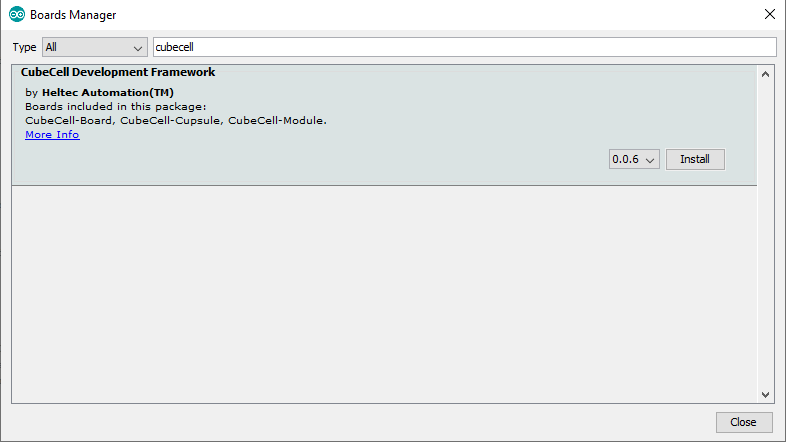 Boards Manager
Type All cubecell
CubeCell Development Framework
by Heltec Automation(TM)
Boards included in this package:
CubeCell-Board, CubeCell-Cupsule, CubeCell-Module.
More Info
0.0.6 Install
Close